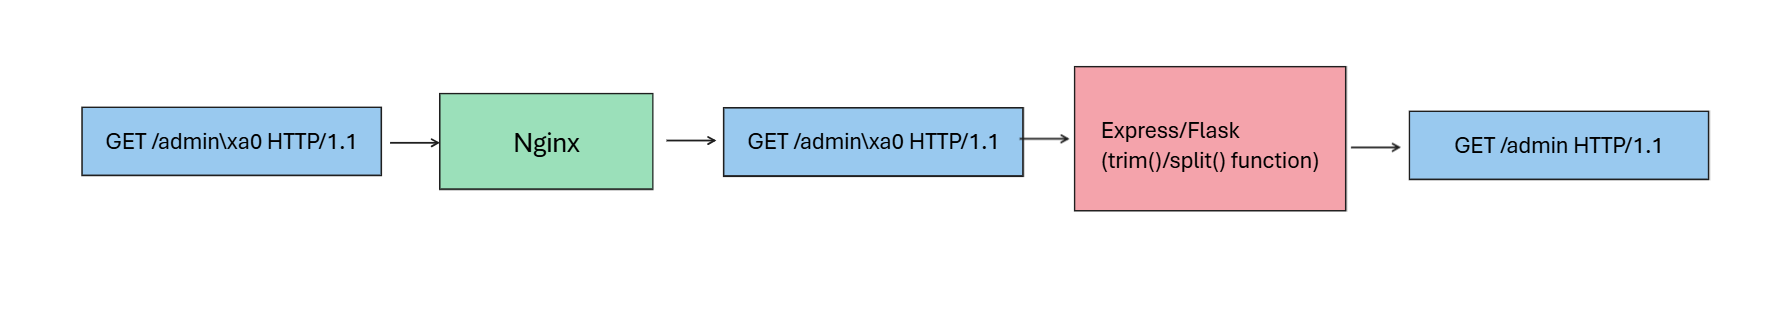 GET /admin\xa0 HTTP/1.1
Nginx
GET /admin\xa0 HTTP/1.1
Express/Flask
(trim()/split() function)
GET /admin HTTP/1.1